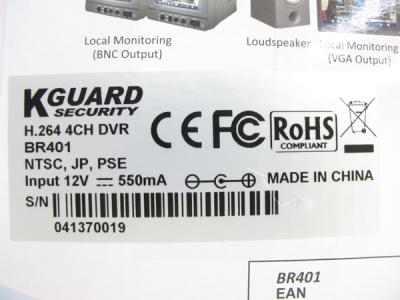 Local Monitoring
(BNC Output)
Loudspeaker
Local Monitoring
(VGA Output)
KGUARD
SECURITY
H.264 4CH DVR
BR401
NTSC, JP, PSE
Input 12V ⎓ 550mA
CE FC RoHS
COMPLIANT
MADE IN CHINA
S/N
041370019
BR401
EAN